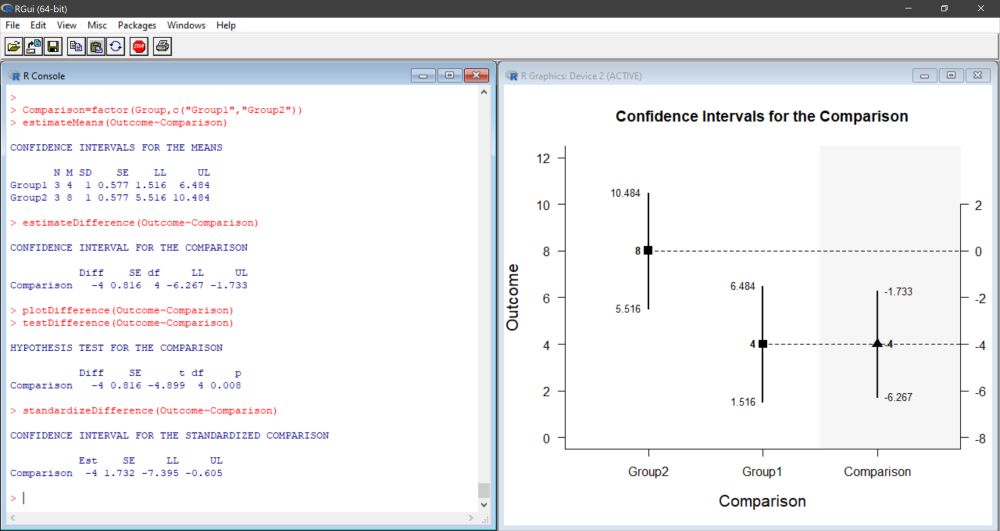 RGui (64-bit)
File Edit View Misc Packages Windows Help
STOP
R Console
>
> Comparison=factor(Group,c("Group1","Group2"))
> estimateMeans(Outcome~Comparison)
CONFIDENCE INTERVALS FOR THE MEANS
N M SD SE LL UL
Group1 3 4 1 0.577 1.516 6.484
Group2 3 8 1 0.577 5.516 10.484
> estimateDifference(Outcome~Comparison)
CONFIDENCE INTERVAL FOR THE COMPARISON
Diff SE df LL UL
Comparison -4 0.816 4 -6.267 -1.733
> plotDifference(Outcome~Comparison)
> testDifference(Outcome~Comparison)
HYPOTHESIS TEST FOR THE COMPARISON
Diff SE t df p
Comparison -4 0.816 -4.899 4 0.008
> standardizeDifference(Outcome~Comparison)
CONFIDENCE INTERVAL FOR THE STANDARDIZED COMPARISON
Est SE LL UL
Comparison -4 1.732 -7.395 -0.605
>
R Graphics: Device 2 (ACTIVE)
Confidence Intervals for the Comparison
12
10
8
6
4
2
0
Outcome
10.484
8
5.516
6.484
4
1.516
-1.733
-4
-6.267
2
0
-2
-4
-6
-8
Group2 Group1 Comparison
Comparison